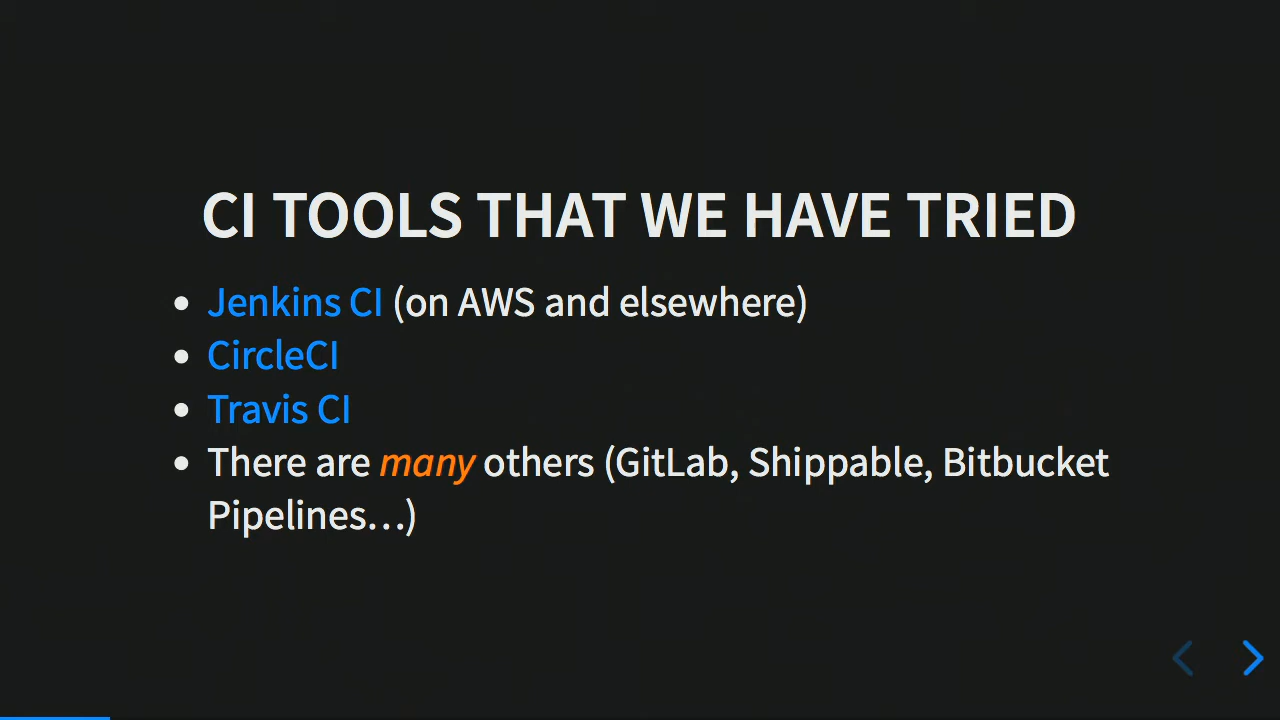 CI TOOLS THAT WE HAVE TRIED
Jenkins CI (on AWS and elsewhere)
CircleCI
Travis CI
There are many others (GitLab, Shippable, Bitbucket
Pipelines…)